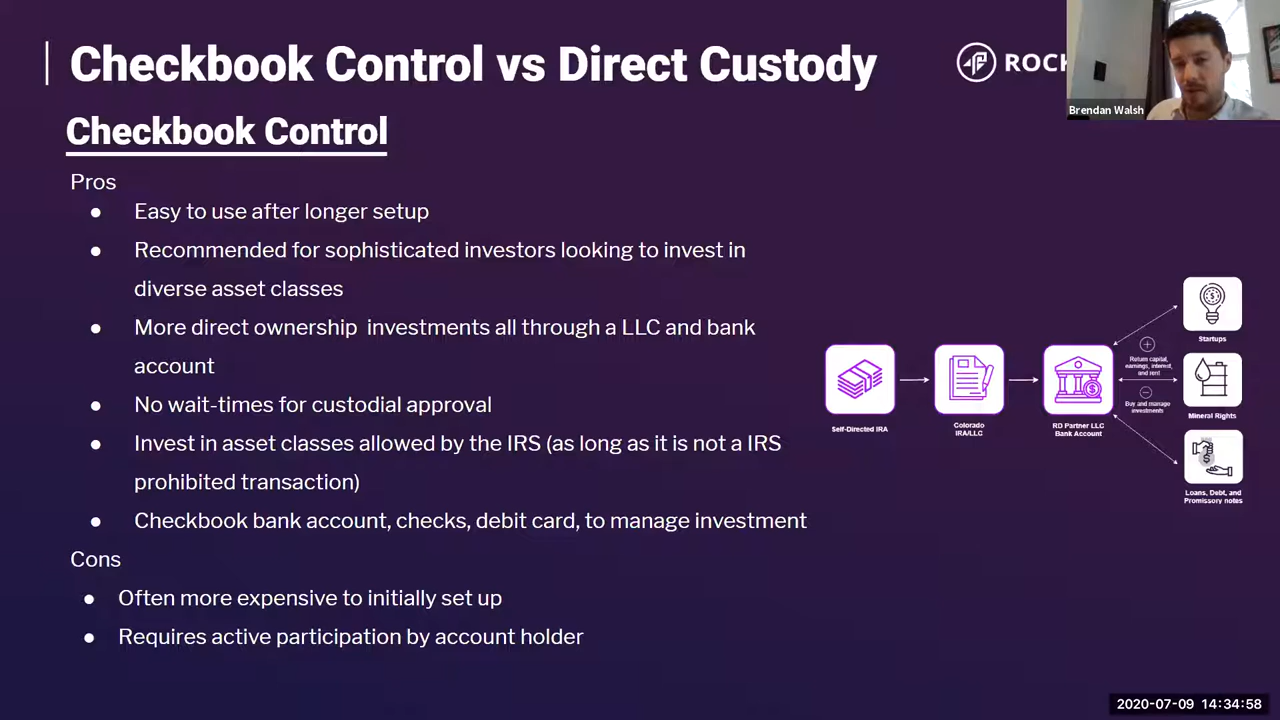 Checkbook Control vs Direct Custody
ROCK
Brendan Walsh
Checkbook Control
Pros
● Easy to use after longer setup
● Recommended for sophisticated investors looking to invest in
diverse asset classes
● More direct ownership investments all through a LLC and bank
account
● No wait-times for custodial approval
● Invest in asset classes allowed by the IRS (as long as it is not a IRS
prohibited transaction)
● Checkbook bank account, checks, debit card, to manage investment
Cons
● Often more expensive to initially set up
● Requires active participation by account holder
Self-Directed IRA
Colorado
IRA/LLC
RD Partner LLC
Bank Account
Return capital,
earnings, interest,
and rent
Buy and manage
investments
Startups
Mineral Rights
Loans, Debt, and
Promissory notes
2020-07-09 14:34:58